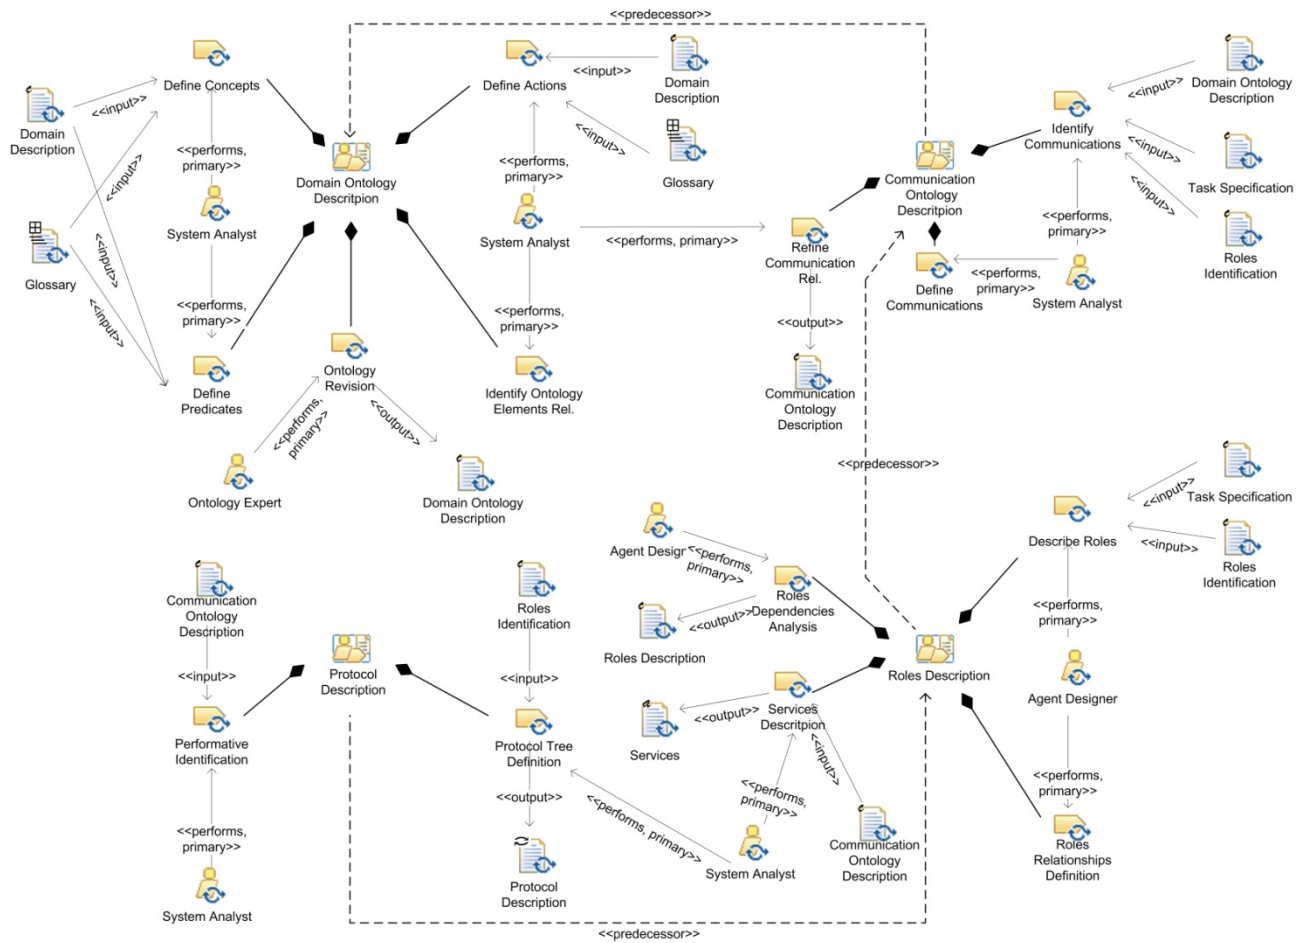 <<predecessor>>
Define Concepts
Define Actions
<<input>>
Domain
Description
<<input>>
Domain Ontology
Description
<<input>>
Domain
Description
<<input>>
Identify
Communications
<<performs,
primary>>
<<performs,
primary>>
<<input>>
<<input>>
Task Specification
Domain Ontology
Descritpion
Glossary
Communication
Ontology
Descritpion
<<input>>
<<input>>
Roles
Identification
System Analyst
System Analyst
<<performs, primary>>
Refine
Communication
Rel.
<<performs,
primary>>
Glossary
<<input>>
<<input>>
Define
Communications
<<performs,
primary>>
System Analyst
<<performs,
primary>>
<<performs,
primary>>
<<output>>
Define
Predicates
Ontology
Revision
Identify Ontology
Elements Rel.
Communication
Ontology
Description
<<performs,
primary>>
<<output>>
Ontology Expert
Domain Ontology
Description
<<predecessor>>
<<input>>
Task Specification
Agent Design
<<performs,
primary>>
Describe Roles
<<input>>
Roles
Identification
Communication
Ontology
Description
Roles
Identification
Roles
Dependencies
Analysis
<<output>>
Roles Description
<<performs,
primary>>
<<input>>
Protocol
Description
<<input>>
Roles Description
Agent Designer
Performative
Identification
Protocol Tree
Definition
<<output>>
Services
Services
Descritpion
<<input>>
<<performs,
primary>>
<<output>>
<<performs,
primary>>
<<performs,
primary>>
<<performs, primary>>
System Analyst
Protocol
Description
System Analyst
Communication
Ontology
Description
Roles
Relationships
Definition
<<predecessor>>